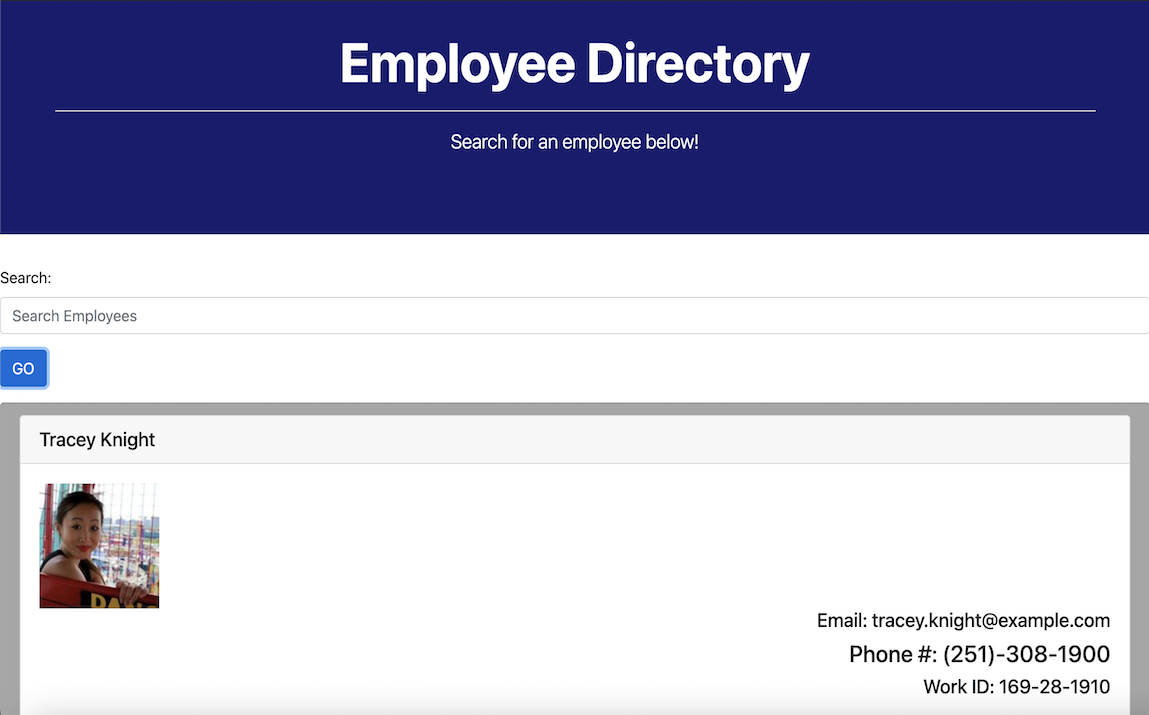 Employee Directory
Search for an employee below!
Search:
Search Employees
GO
Tracey Knight
Email: tracey.knight@example.com
Phone #: (251)-308-1900
Work ID: 169-28-1910